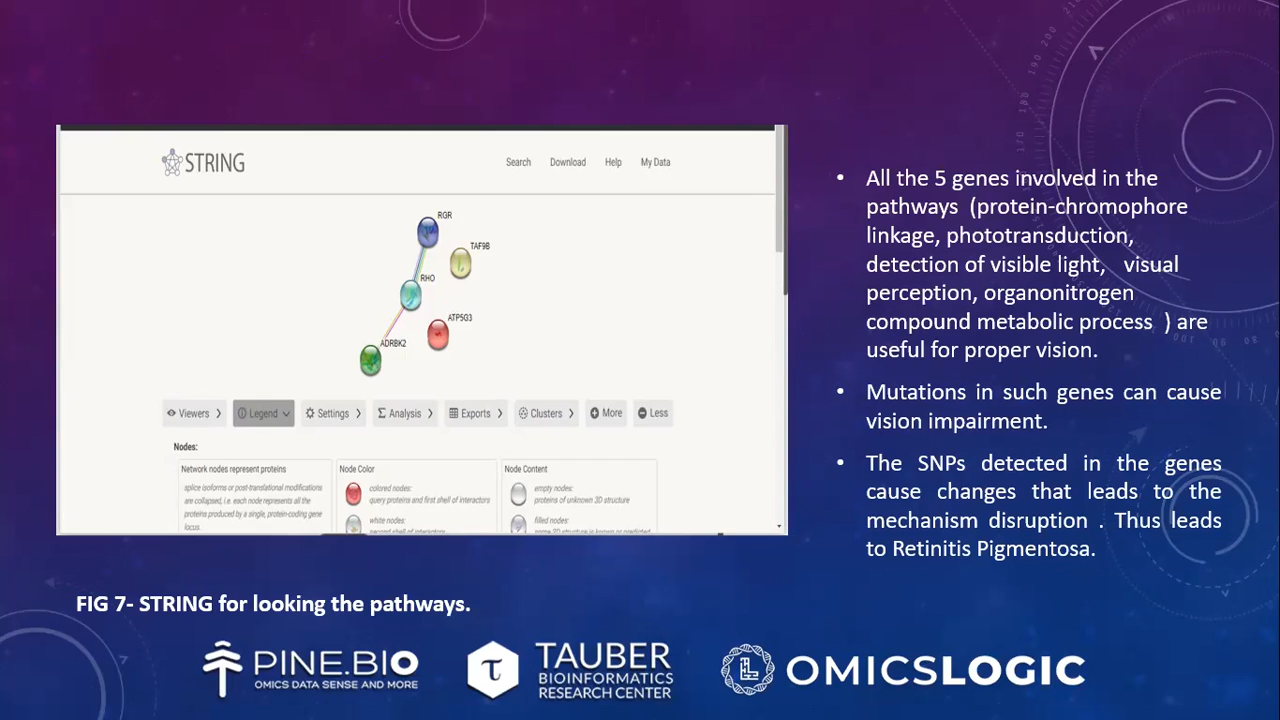 STRING
Search Download Help My Data
RGR
TAF9B
RHO
ATP5G3
ADRBK2
Viewers Legend Settings Analysis Exports Clusters More Less
Nodes:
Network nodes represent proteins
splice isoforms or post-translational modifications
are collapsed, i.e. each node represents all the
proteins produced by a single, protein-coding gene
locus.
Node Color
colored nodes:
query proteins and first shell of interactors
white nodes:
second shell of interactors
Node Content
empty nodes:
proteins of unknown 3D structure
filled nodes:
some 3D structure is known or predicted
• All the 5 genes involved in the
pathways (protein-chromophore
linkage, phototransduction,
detection of visible light, visual
perception, organonitrogen
compound metabolic process ) are
useful for proper vision.
• Mutations in such genes can cause
vision impairment.
• The SNPs detected in the genes
cause changes that leads to the
mechanism disruption . Thus leads
to Retinitis Pigmentosa.
FIG 7- STRING for looking the pathways.
PINE.BIO
OMICS DATA SENSE AND MORE
τ
TAUBER
BIOINFORMATICS
RESEARCH CENTER
OMICSLOGIC